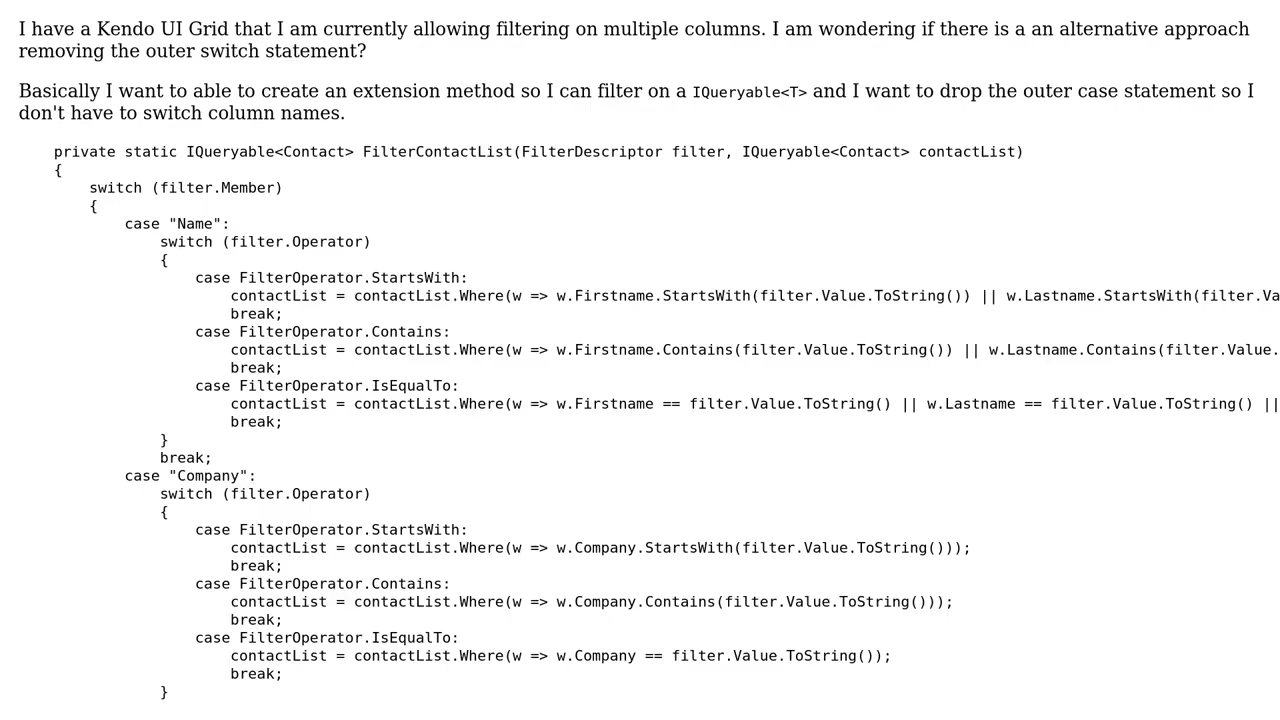 I have a Kendo UI Grid that I am currently allowing filtering on multiple columns. I am wondering if there is a an alternative approach
removing the outer switch statement?
Basically I want to able to create an extension method so I can filter on a IQueryable<T> and I want to drop the outer case statement so I
don't have to switch column names.
private static IQueryable<Contact> FilterContactList(FilterDescriptor filter, IQueryable<Contact> contactList)
{
switch (filter.Member)
{
case "Name":
switch (filter.Operator)
{
case FilterOperator.StartsWith:
contactList = contactList.Where(w => w.Firstname.StartsWith(filter.Value.ToString()) || w.Lastname.StartsWith(filter.Va
break;
case FilterOperator.Contains:
contactList = contactList.Where(w => w.Firstname.Contains(filter.Value.ToString()) || w.Lastname.Contains(filter.Value.
break;
case FilterOperator.IsEqualTo:
contactList = contactList.Where(w => w.Firstname == filter.Value.ToString() || w.Lastname == filter.Value.ToString() ||
break;
}
break;
case "Company":
switch (filter.Operator)
{
case FilterOperator.StartsWith:
contactList = contactList.Where(w => w.Company.StartsWith(filter.Value.ToString()));
break;
case FilterOperator.Contains:
contactList = contactList.Where(w => w.Company.Contains(filter.Value.ToString()));
break;
case FilterOperator.IsEqualTo:
contactList = contactList.Where(w => w.Company == filter.Value.ToString());
break;
}